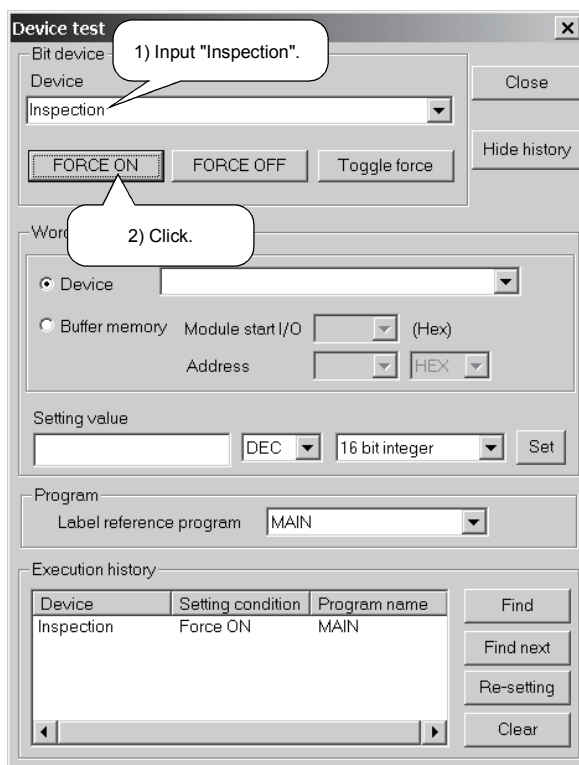 Device test
Bit device
1) Input "Inspection".
Device
Close
Inspection
Hide history
FORCE ON
FORCE OFF
Toggle force
2) Click.
Device
Buffer memory
Module start I/O
(Hex)
Address
HEX
Setting value
DEC
16 bit integer
Set
Program
Label reference program
MAIN
Execution history
Device Setting condition Program name
Inspection Force ON MAIN
Find
Find next
Re-setting
Clear